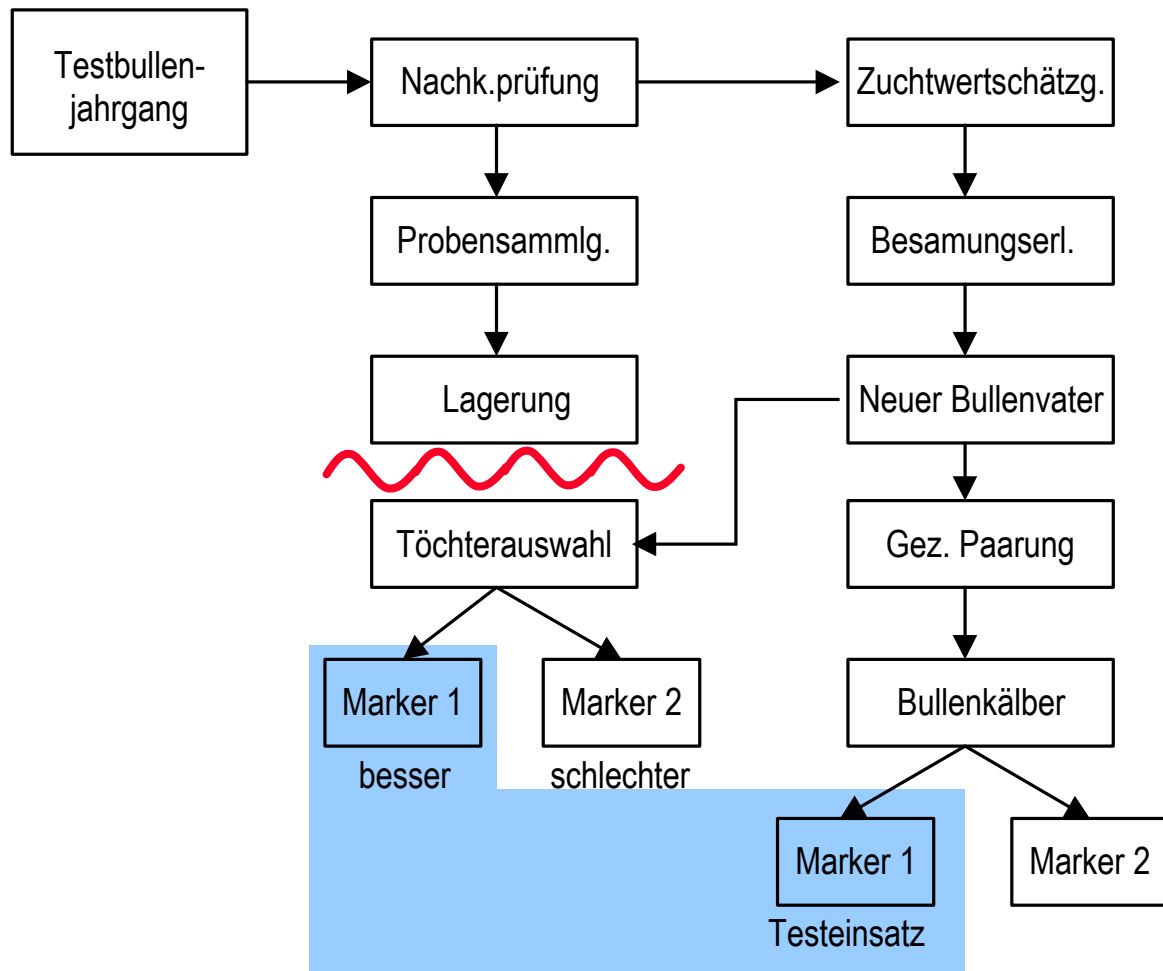 Testbullen-
jahrgang
Nachk.prüfung
Zuchtwertschätzg.
Probensammlg.
Besamungserl.
Lagerung
Neuer Bullenvater
Töchterauswahl
Gez. Paarung
Marker 1
Marker 2
Bullenkälber
besser
schlechter
Marker 1
Marker 2
Testeinsatz